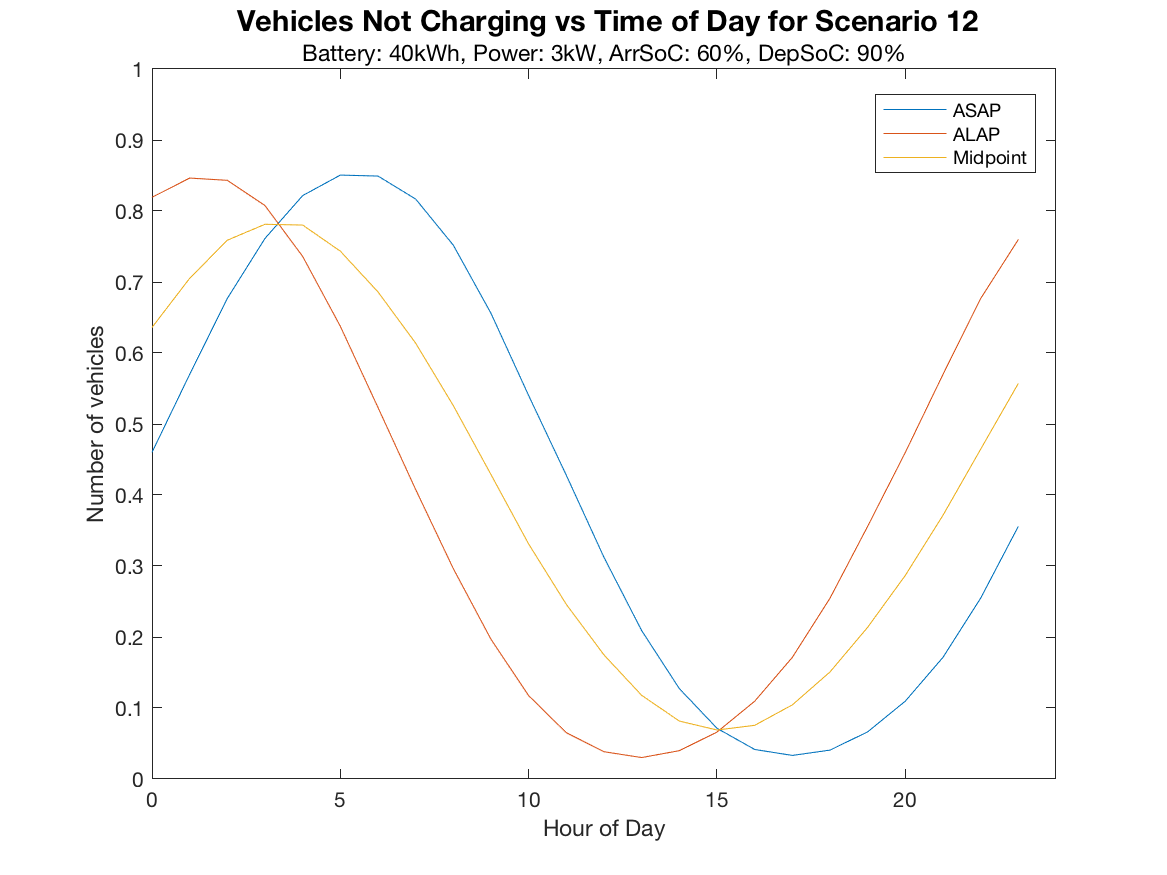 Vehicles Not Charging vs Time of Day for Scenario 12
Battery: 40kWh, Power: 3kW, ArrSoC: 60%, DepSoC: 90%
1
0.9
0.8
0.7
0.6
0.5
0.4
0.3
0.2
0.1
0
Number of vehicles
ASAP
ALAP
Midpoint
0 5 10 15 20
Hour of Day